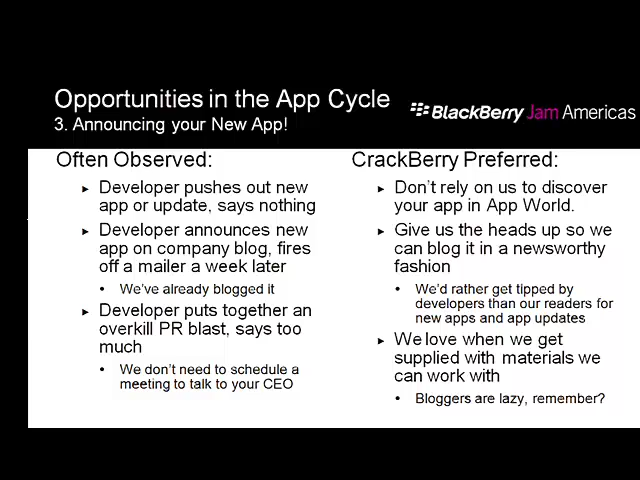 Opportunities in the App Cycle
3. Announcing your New App!
BlackBerry Jam Americas
Often Observed:
► Developer pushes out new
app or update, says nothing
► Developer announces new
app on company blog, fires
off a mailer a week later
• We've already blogged it
► Developer puts together an
overkill PR blast, says too
much
• We don't need to schedule a
meeting to talk to your CEO
CrackBerry Preferred:
► Don't rely on us to discover
your app in App World.
► Give us the heads up so we
can blog it in a newsworthy
fashion
• We'd rather get tipped by
developers than our readers for
new apps and app updates
► We love when we get
supplied with materials we
can work with
• Bloggers are lazy, remember?